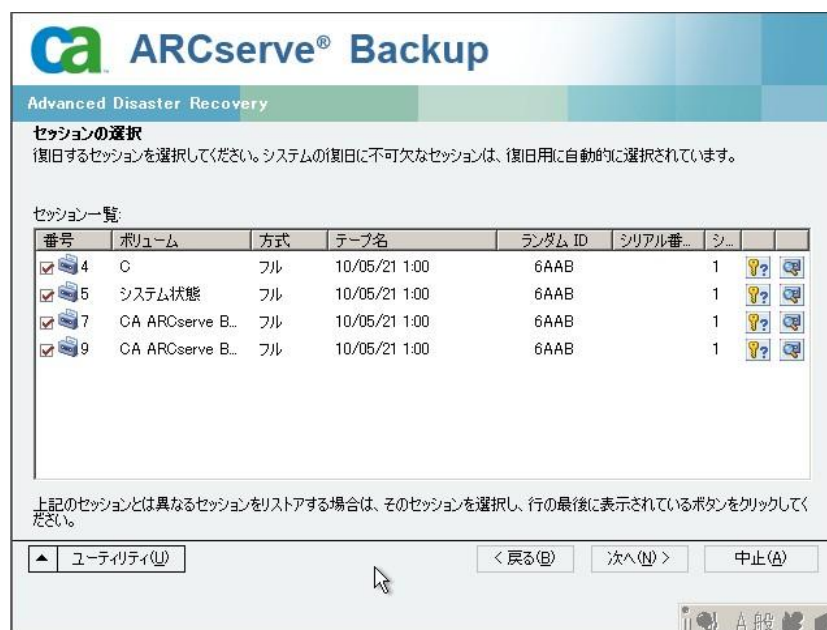 ca ARCserve® Backup
Advanced Disaster Recovery
セッションの選択
復旧するセッションを選択してください。システムの復旧に不可欠なセッションは、復旧用に自動的に選択されています。
セッション一覧:
番号 ボリューム 方式 テープ名 ランダム ID シリアル番... シ...
4 C フル 10/05/21 1:00 6AAB 1
5 システム状態 フル 10/05/21 1:00 6AAB 1
7 CA ARCserve B... フル 10/05/21 1:00 6AAB 1
9 CA ARCserve B... フル 10/05/21 1:00 6AAB 1
上記のセッションとは異なるセッションをリストアする場合は、そのセッションを選択し、行の最後に表示されているボタンをクリックしてく
ださい。
ユーティリティ(U) < 戻る(B) 次へ(N) > 中止(A)
A 般